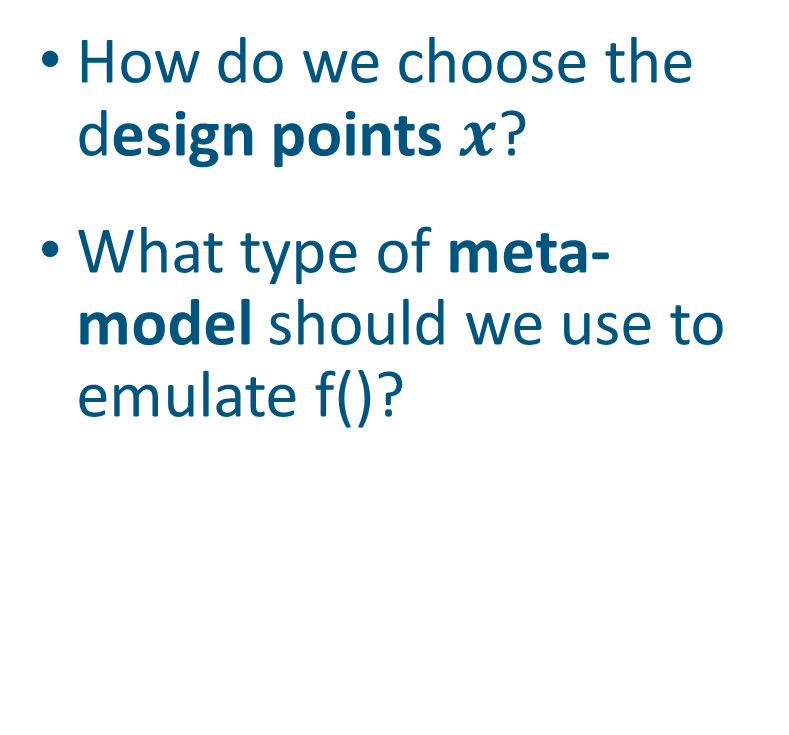 • How do we choose the
design points x?
• What type of meta-
model should we use to
emulate f()?